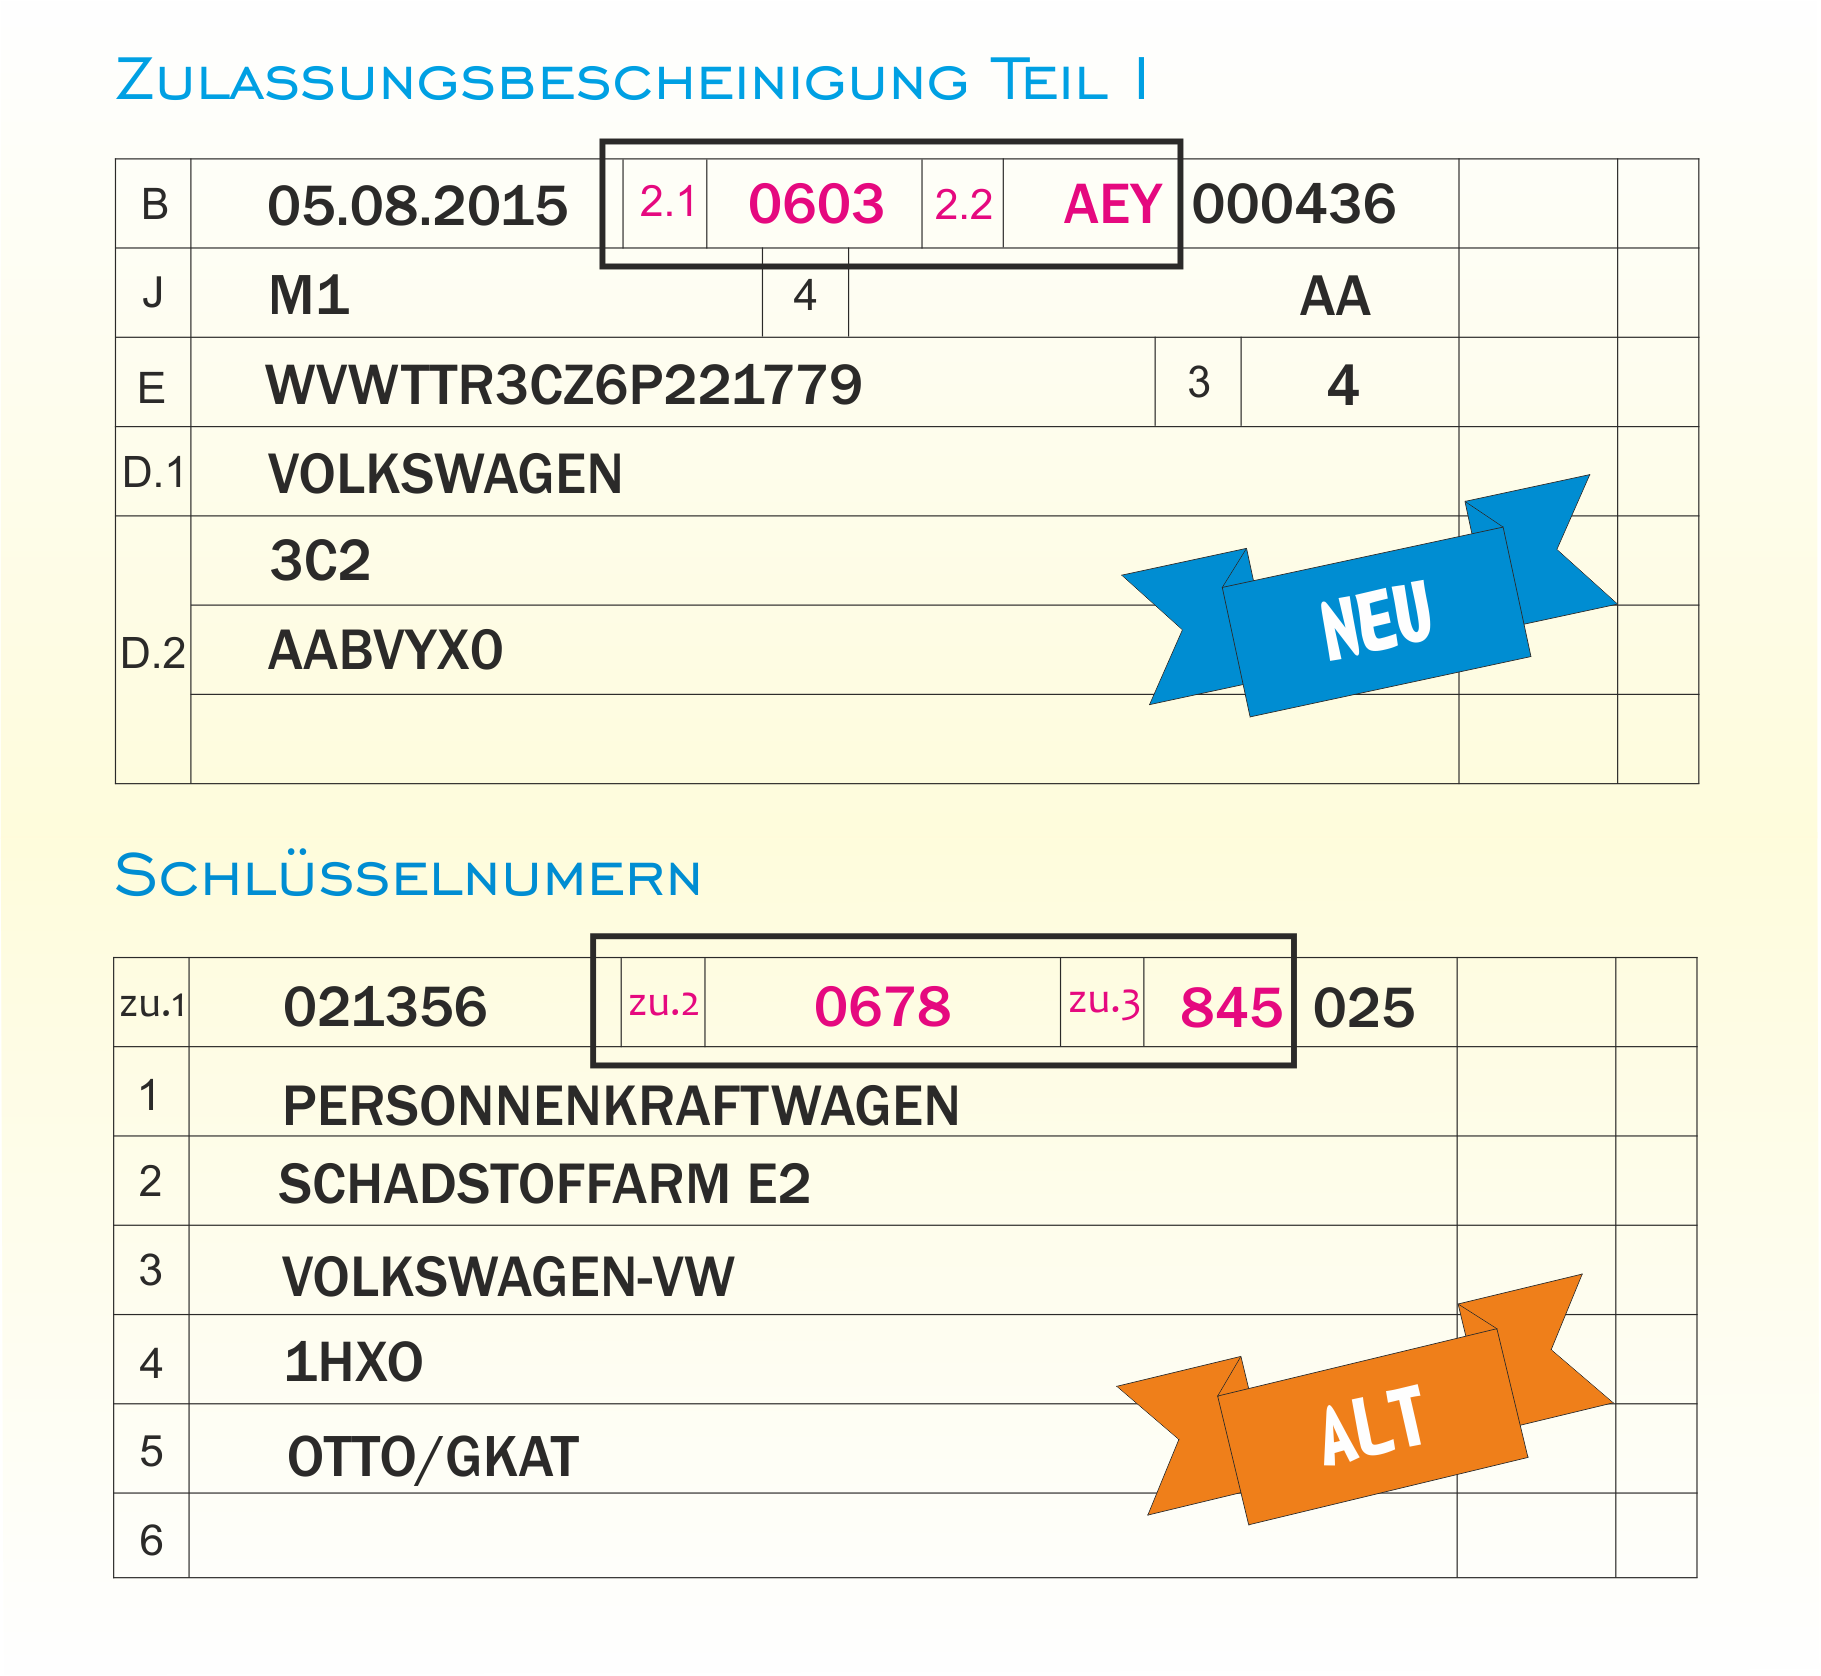 ZULASSUNGSBESCHEINIGUNG TEIL I
B 05.08.2015 2.1 0603 2.2 AEY 000436
J M1 4 AA
E WVWTTR3CZ6P221779 3 4
D.1 VOLKSWAGEN
3C2
D.2 AABVYXO
NEU
SCHLÜSSELNUMERN
zu.1 021356 zu.2 0678 zu.3 845 025
1 PERSONNENKRAFTWAGEN
2 SCHADSTOFFARM E2
3 VOLKSWAGEN-VW
4 1HXO
5 OTTO/GKAT
ALT
6